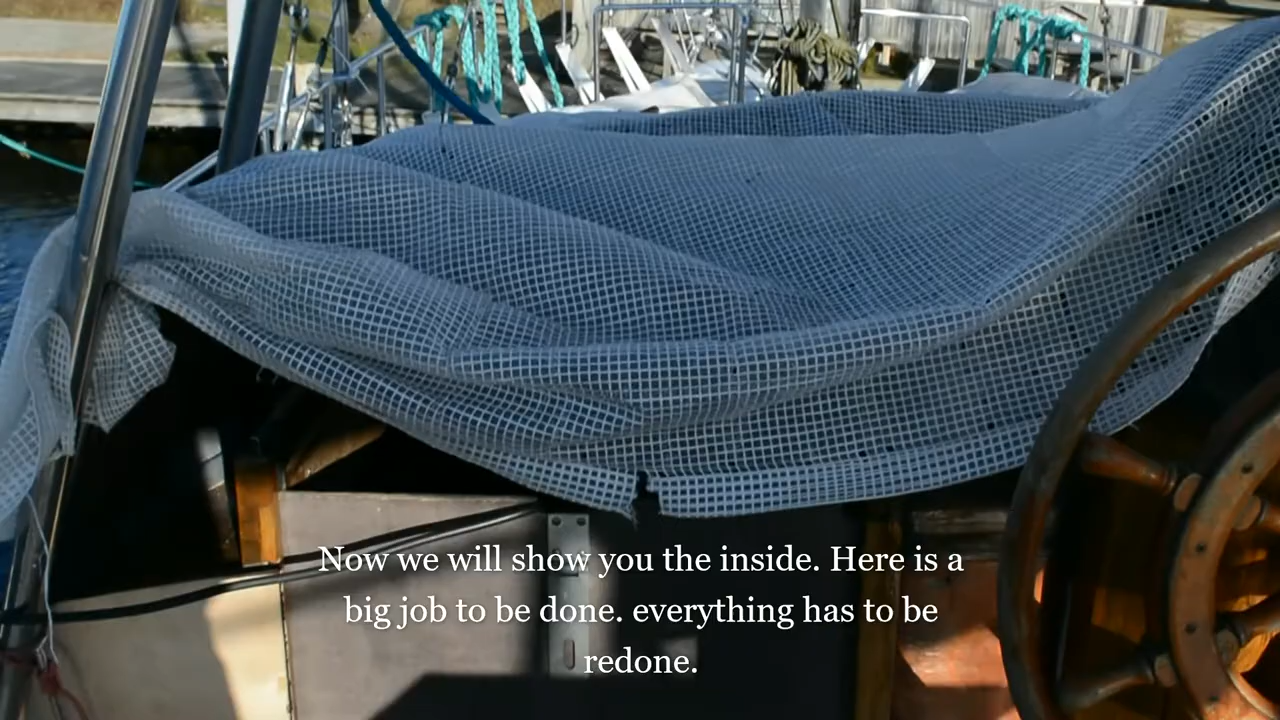 Now we will show you the inside. Here is a
big job to be done. everything has to be
redone.